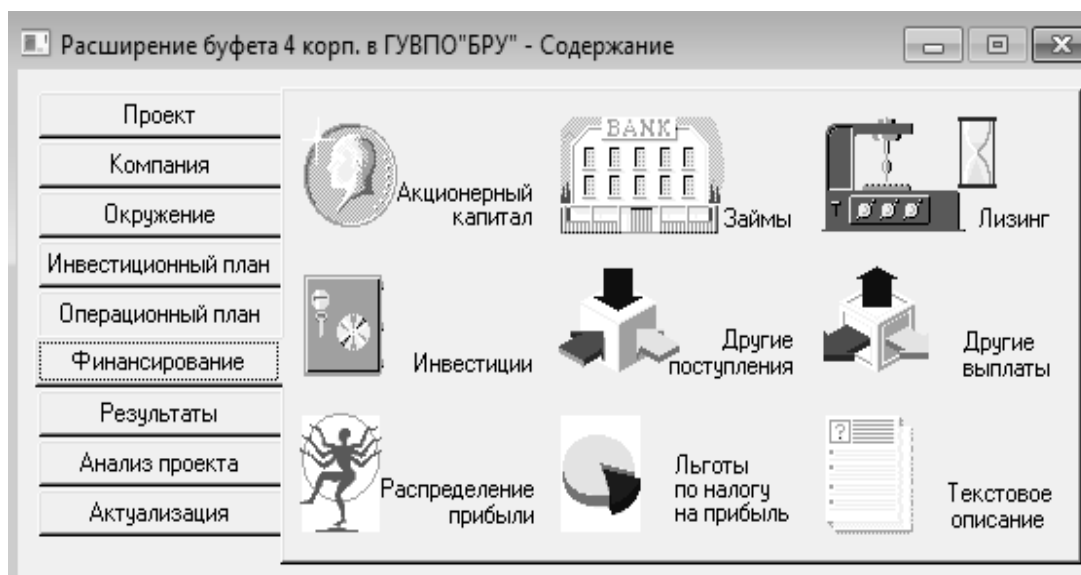 Расширение буфета 4 корп. в ГУВПО"БРУ" - Содержание
Проект
Компания
Окружение
Инвестиционный план
Операционный план
Финансирование
Результаты
Анализ проекта
Актуализация
Акционерный
капитал
BANK
Займы
Лизинг
Инвестиции
Другие
поступления
Другие
выплаты
Распределение
прибыли
Льготы
по налогу
на прибыль
?
Текстовое
описание